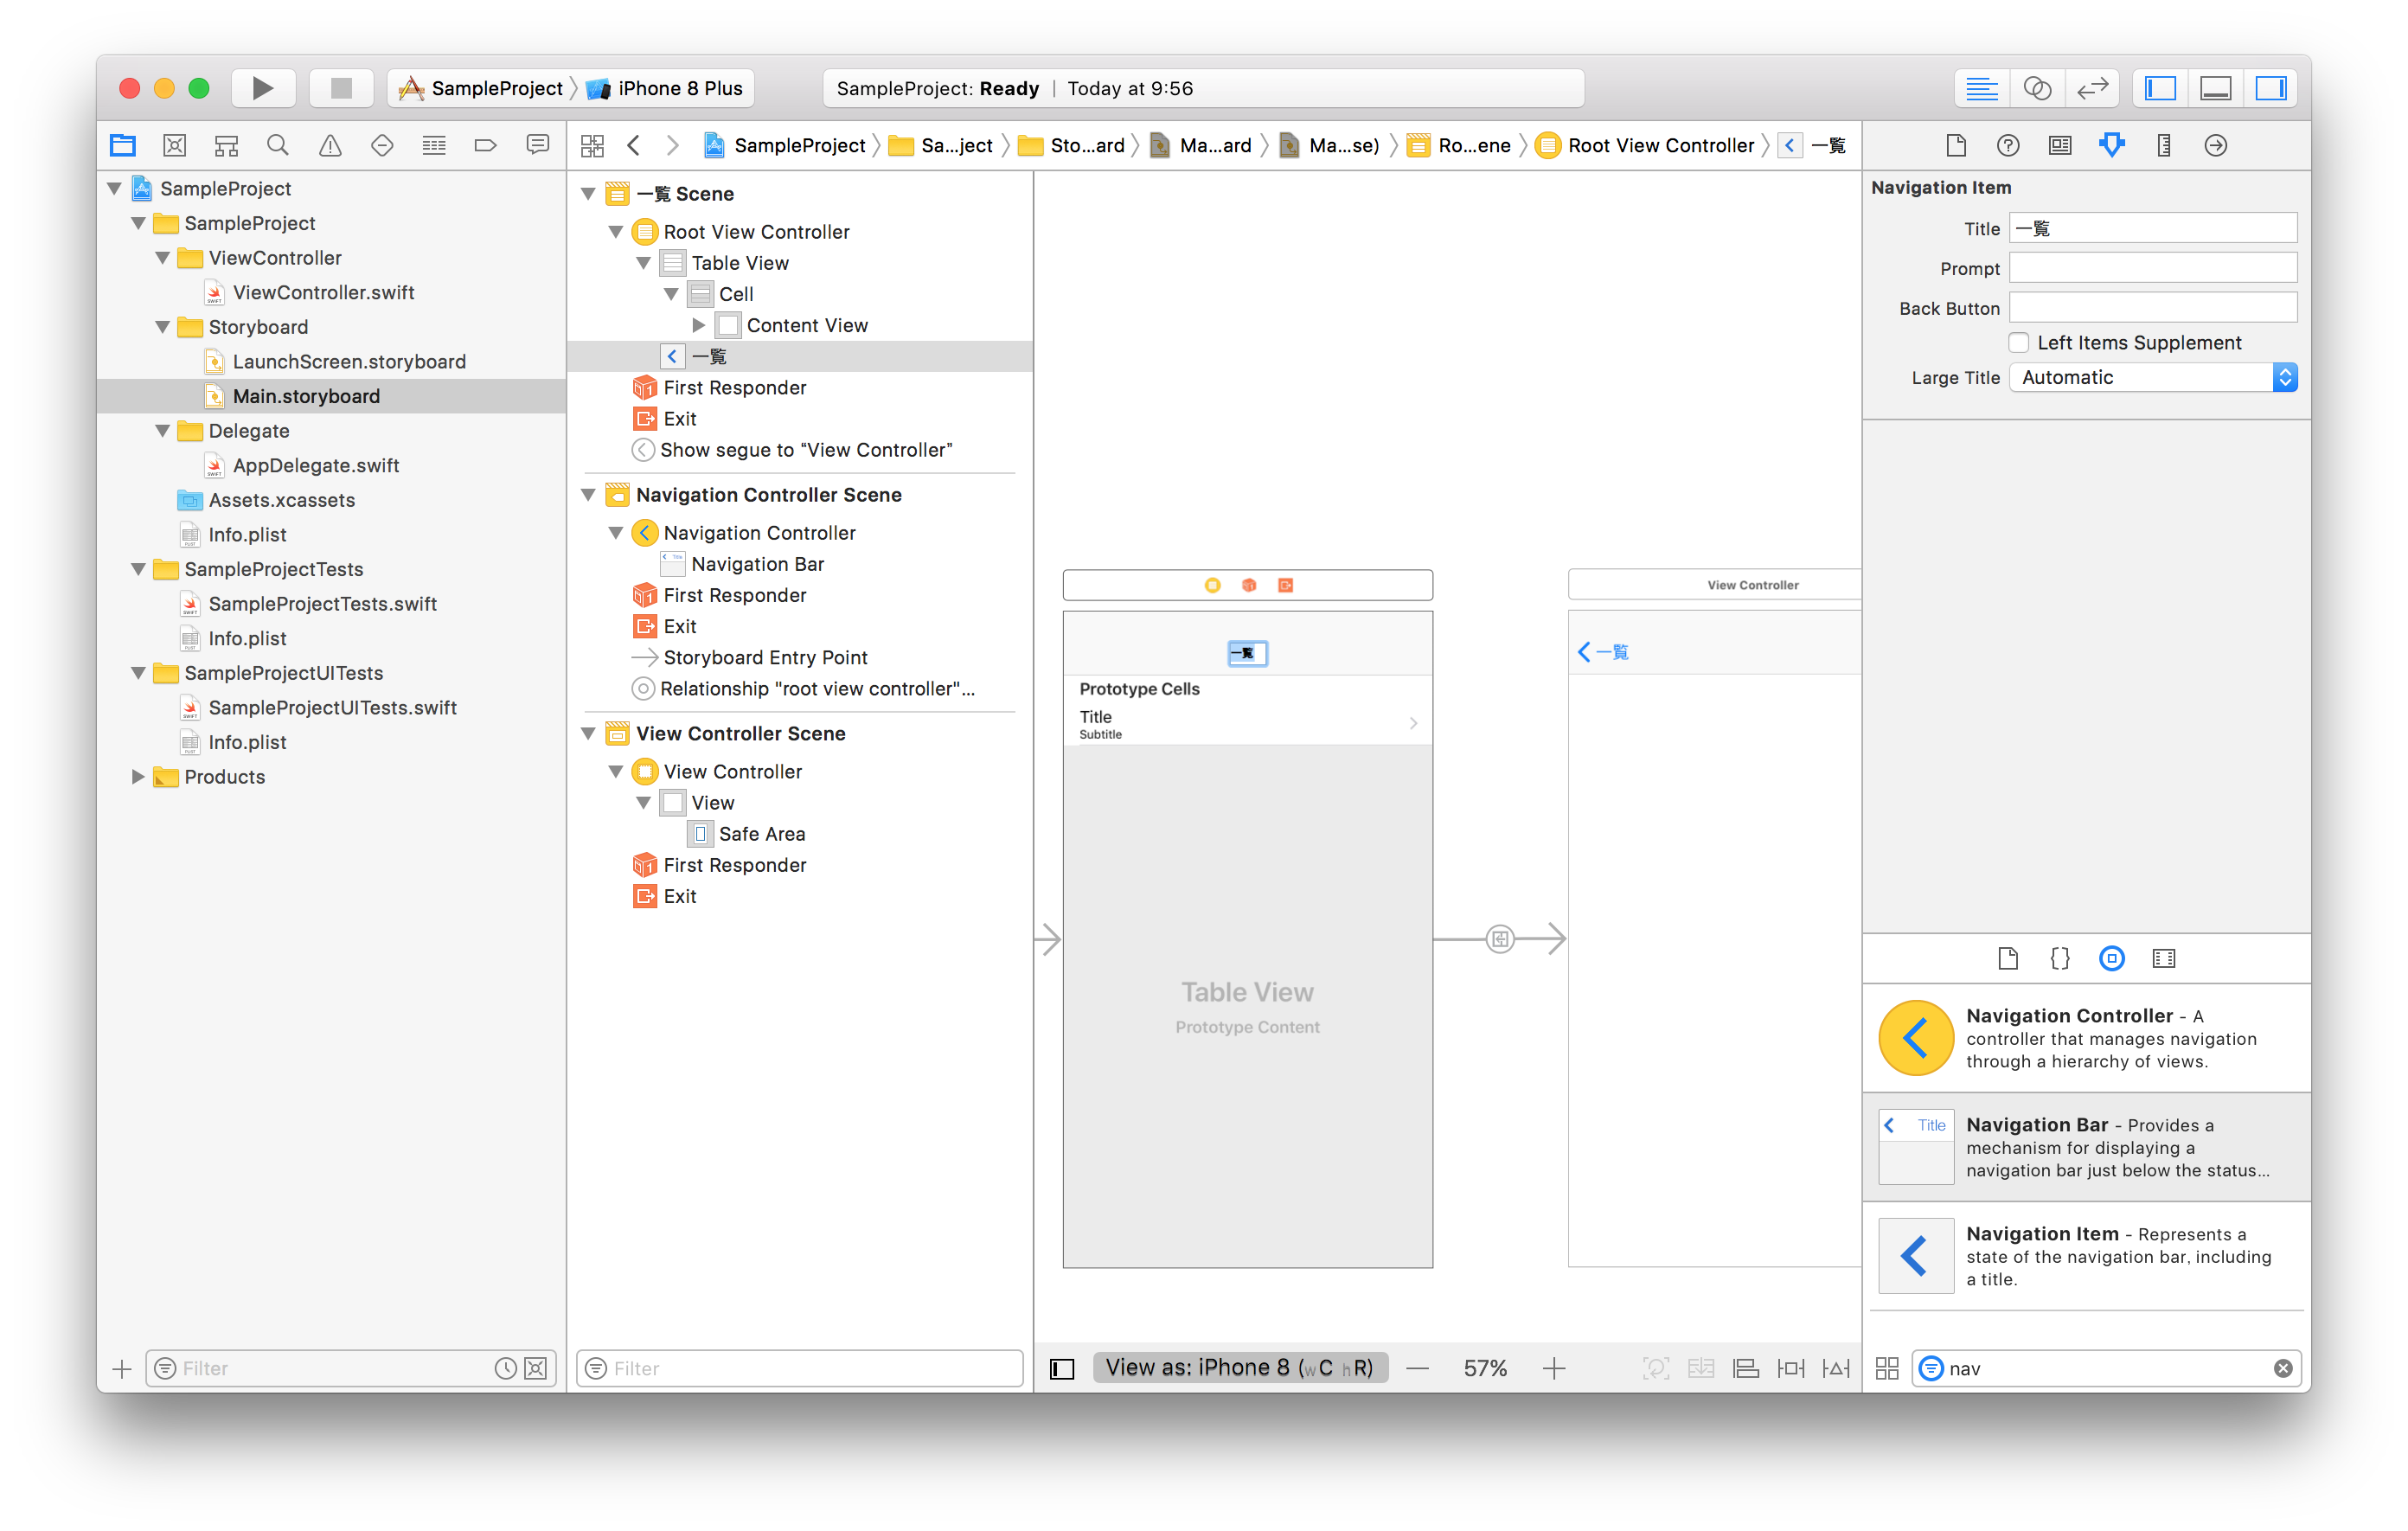 SampleProject 〉 iPhone 8 Plus
SampleProject: Ready | Today at 9:56
SampleProject 〉 Sa...ject 〉 Sto...ard 〉 Ma...ard 〉 Ma...se) 〉 Ro...ene 〉 Root View Controller 〉 一覧
SampleProject
SampleProject
ViewController
ViewController.swift
Storyboard
LaunchScreen.storyboard
Main.storyboard
Delegate
AppDelegate.swift
Assets.xcassets
Info.plist
SampleProjectTests
SampleProjectTests.swift
Info.plist
SampleProjectUITests
SampleProjectUITests.swift
Info.plist
Products
Filter
一覧 Scene
Root View Controller
Table View
Cell
Content View
一覧
First Responder
Exit
Show segue to “View Controller”
Navigation Controller Scene
Navigation Controller
Navigation Bar
First Responder
Exit
Storyboard Entry Point
Relationship "root view controller"...
View Controller Scene
View Controller
View
Safe Area
First Responder
Exit
Filter
一覧
Prototype Cells
Title
Subtitle
Table View
Prototype Content
View Controller
一覧
View as: iPhone 8 (wC hR)
57%
Navigation Item
Title 一覧
Prompt
Back Button
Left Items Supplement
Large Title Automatic
Navigation Controller - A
controller that manages navigation
through a hierarchy of views.
Title
Navigation Bar - Provides a
mechanism for displaying a
navigation bar just below the status...
Navigation Item - Represents a
state of the navigation bar, including
a title.
nav